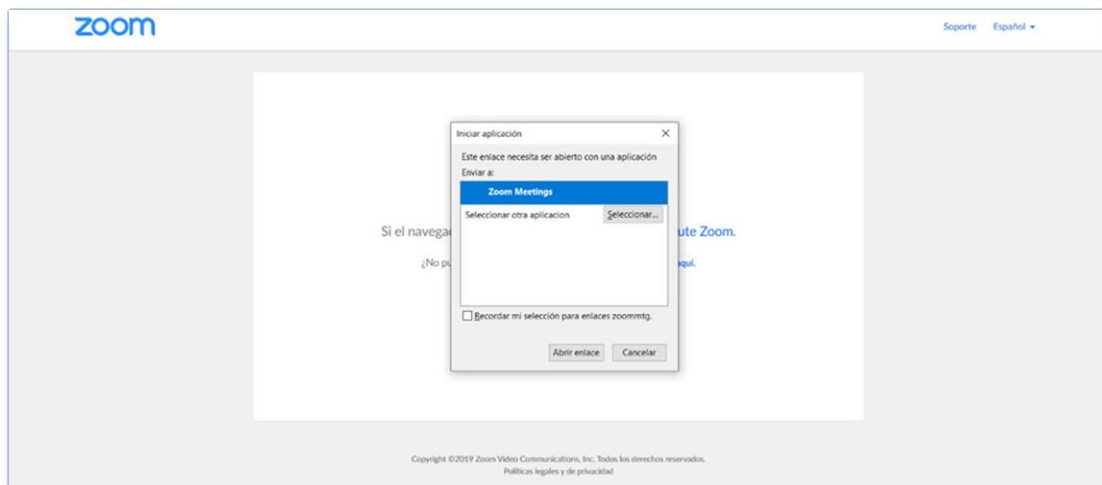 zoom
Soporte Español
Iniciar aplicación
Este enlace necesita ser abierto con una aplicación
Enviar a:
Zoom Meetings
Seleccionar otra aplicacion Seleccionar...
Si el navega ute Zoom.
¿No pu aquí.
Recordar mi selección para enlaces zoommtg.
Abrir enlace Cancelar
Copyright ©2019 Zoom Video Communications, Inc. Todos los derechos reservados.
Políticas legales y de privacidad